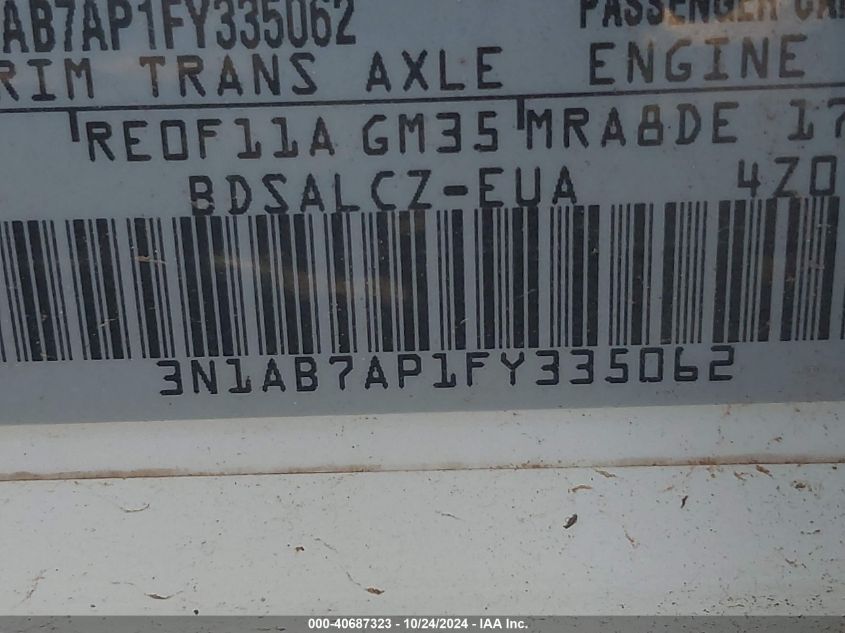 AB7AP1FY335062 PASSENGER CA
RIM TRANS AXLE ENGINE
RE0F11A GM35 MRA8DE 17
BDSALCZ-EUA 4Z0
3N1AB7AP1FY335062
000-40687323 - 10/24/2024 - IAA Inc.